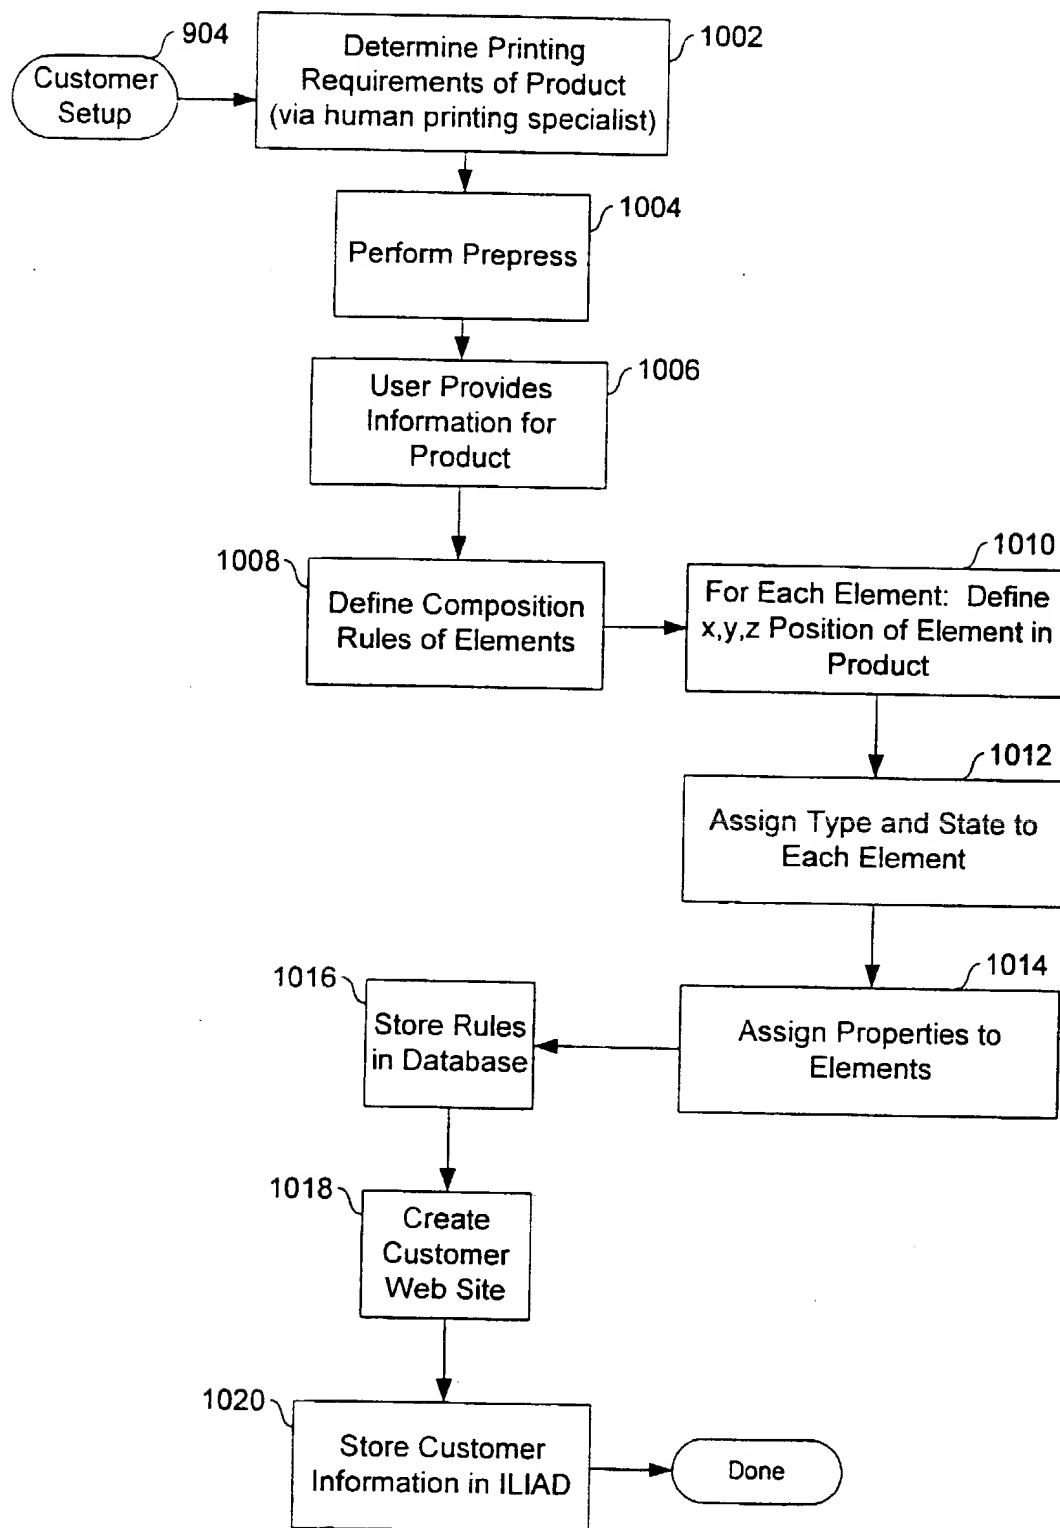 904
Customer
Setup
1002
Determine Printing
Requirements of Product
(via human printing specialist)
1004
Perform Prepress
1006
User Provides
Information for
Product
1008
Define Composition
Rules of Elements
1010
For Each Element: Define
x,y,z Position of Element in
Product
1012
Assign Type and State to
Each Element
1014
Assign Properties to
Elements
1016
Store Rules
in Database
1018
Create
Customer
Web Site
1020
Store Customer
Information in ILIAD
Done